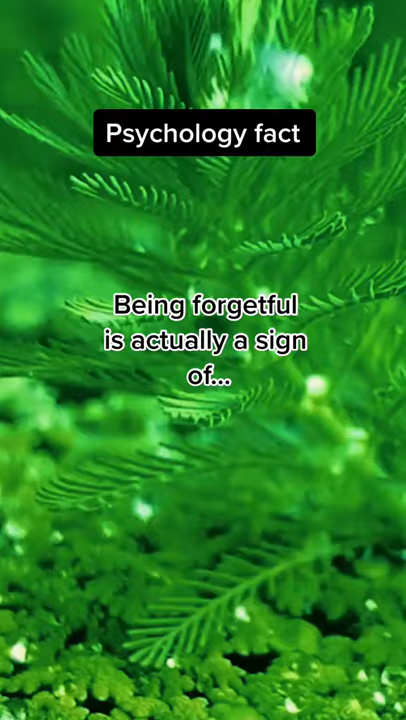 Psychology fact
Being forgetful
is actually a sign
of...